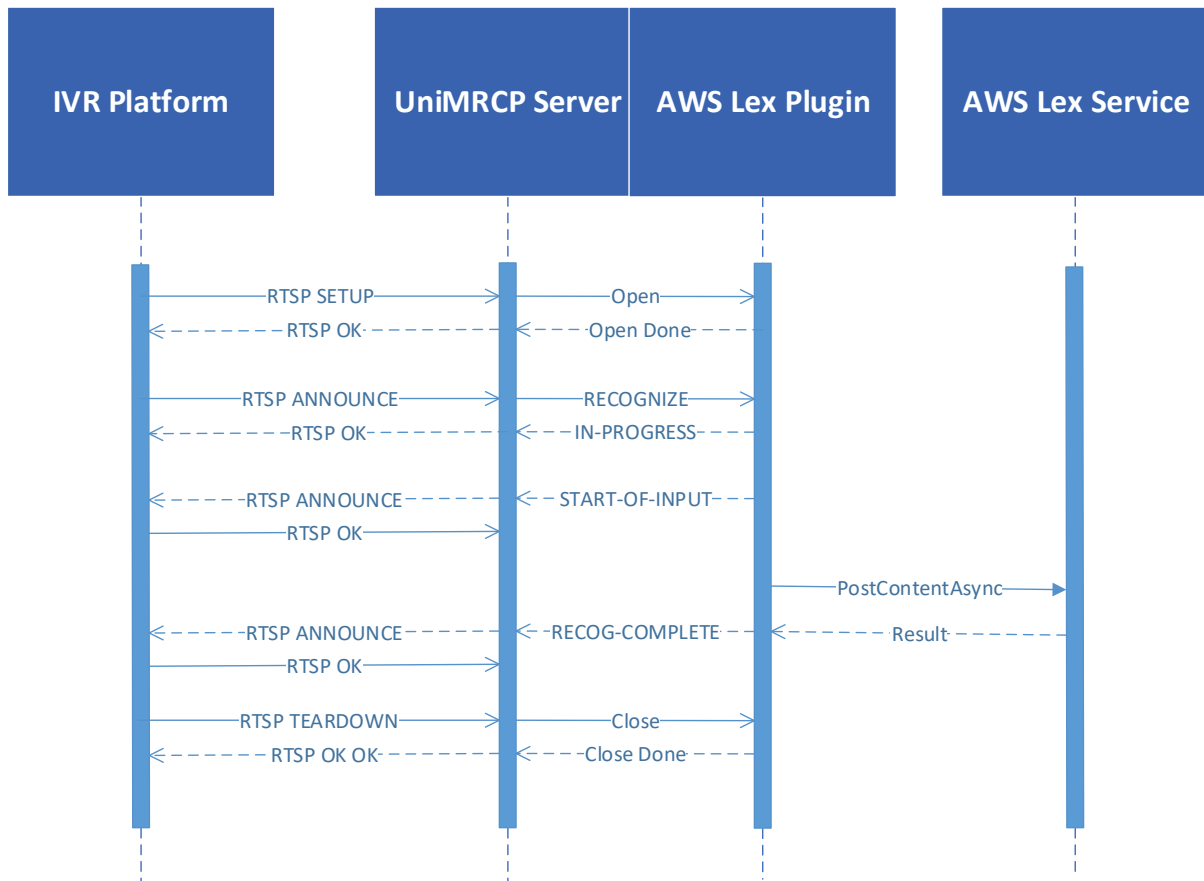 IVR Platform
UniMRCP Server
AWS Lex Plugin
AWS Lex Service
RTSP SETUP
Open
RTSP OK
Open Done
RTSP ANNOUNCE
RECOGNIZE
RTSP OK
IN-PROGRESS
RTSP ANNOUNCE
START-OF-INPUT
RTSP OK
PostContentAsync
RTSP ANNOUNCE
RECOG-COMPLETE
Result
RTSP OK
RTSP TEARDOWN
Close
RTSP OK OK
Close Done